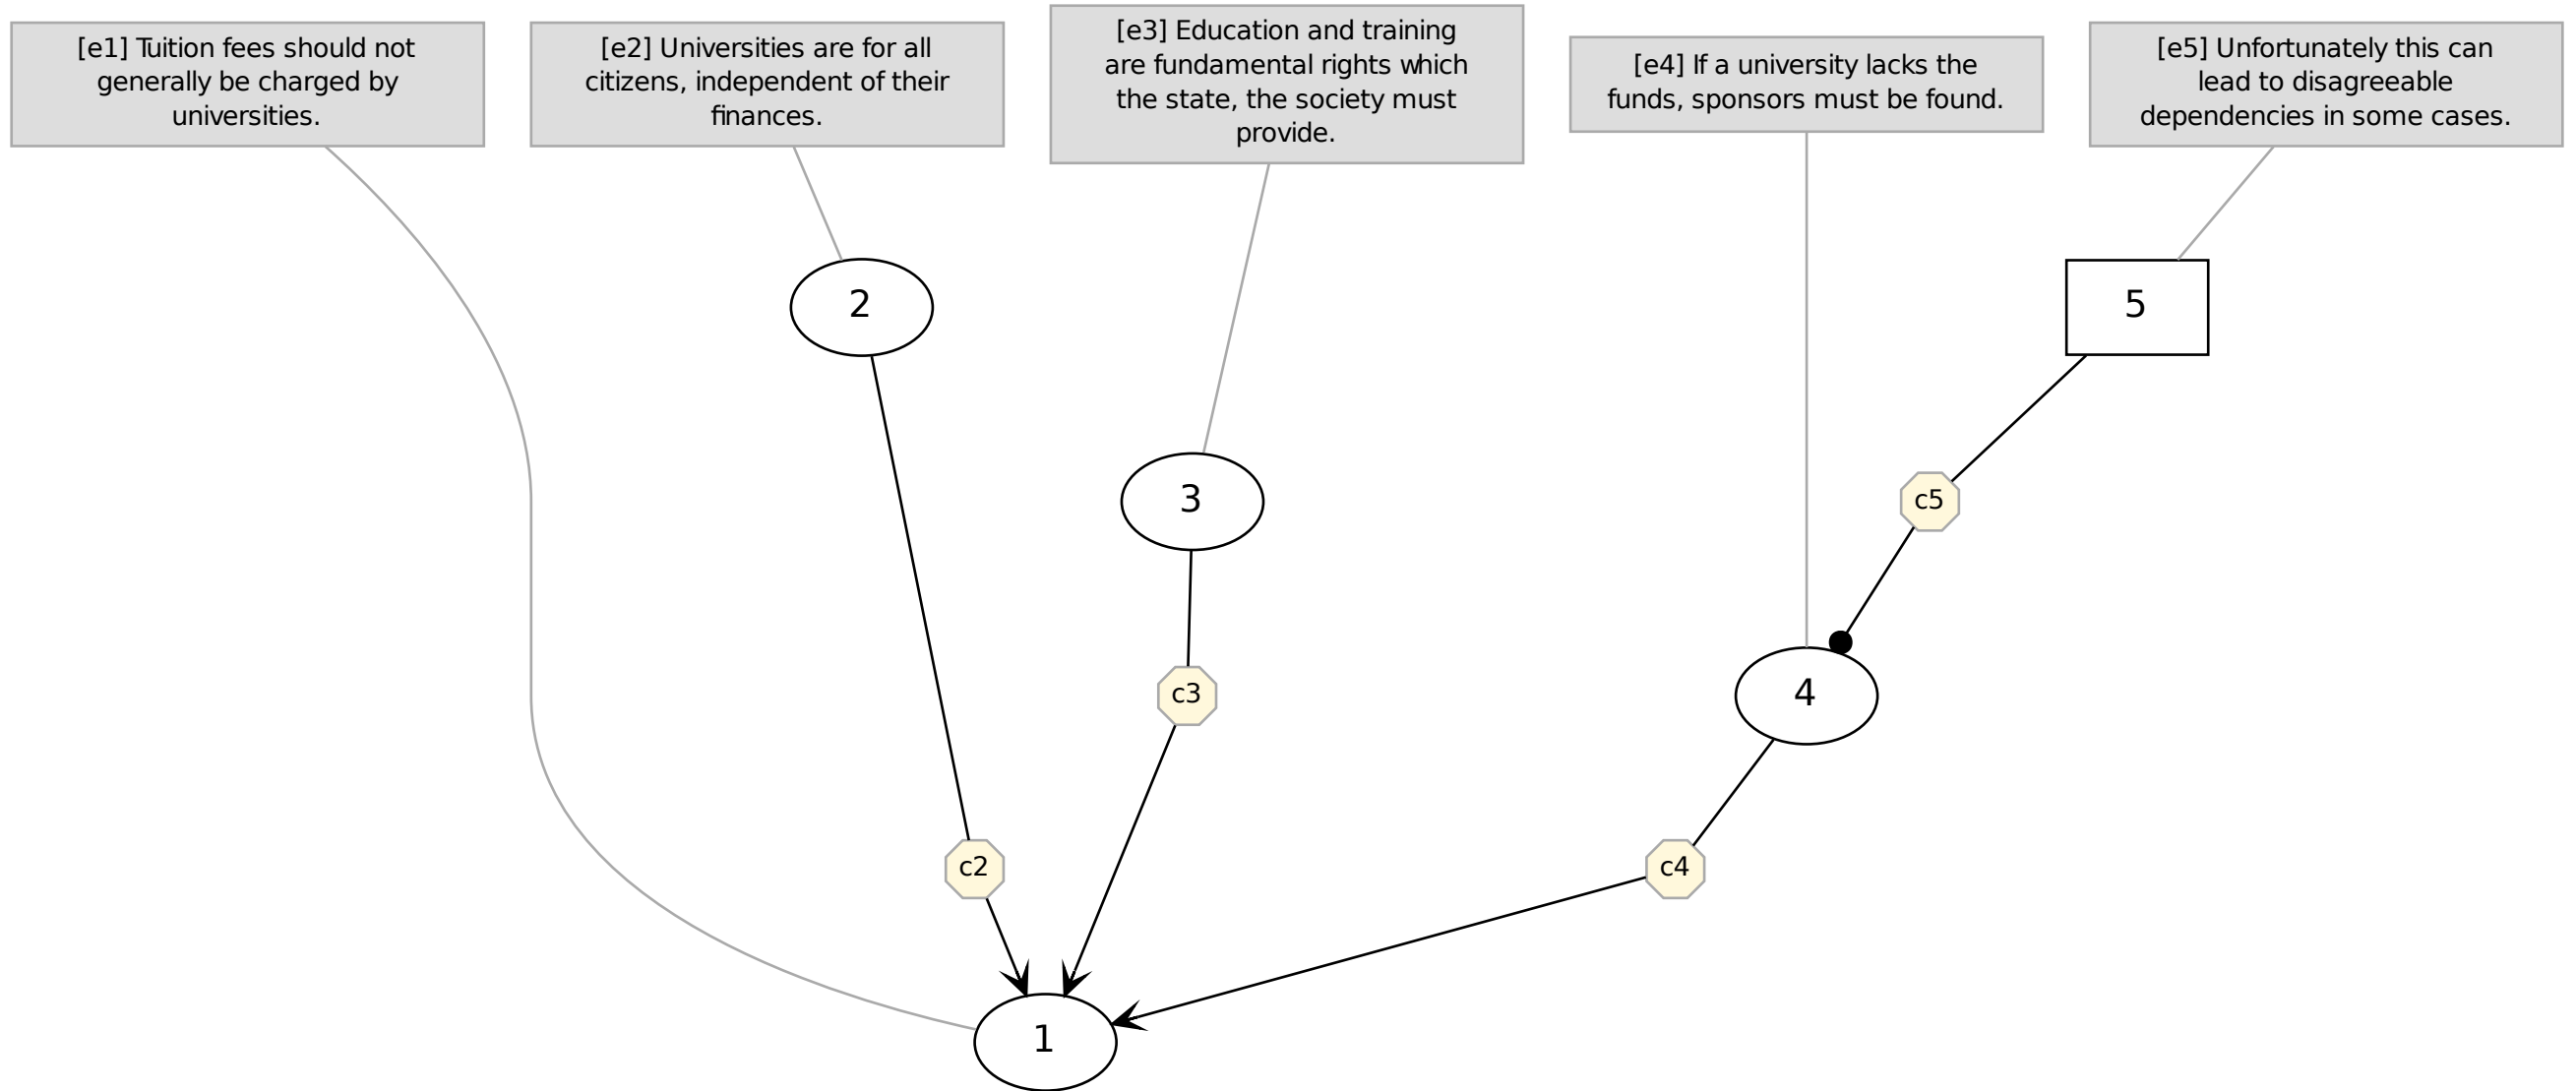 [e1] Tuition fees should not
generally be charged by
universities.
[e2] Universities are for all
citizens, independent of their
finances.
[e3] Education and training
are fundamental rights which
the state, the society must
provide.
[e4] If a university lacks the
funds, sponsors must be found.
[e5] Unfortunately this can
lead to disagreeable
dependencies in some cases.
2
5
3
c5
c3
4
c2
c4
1